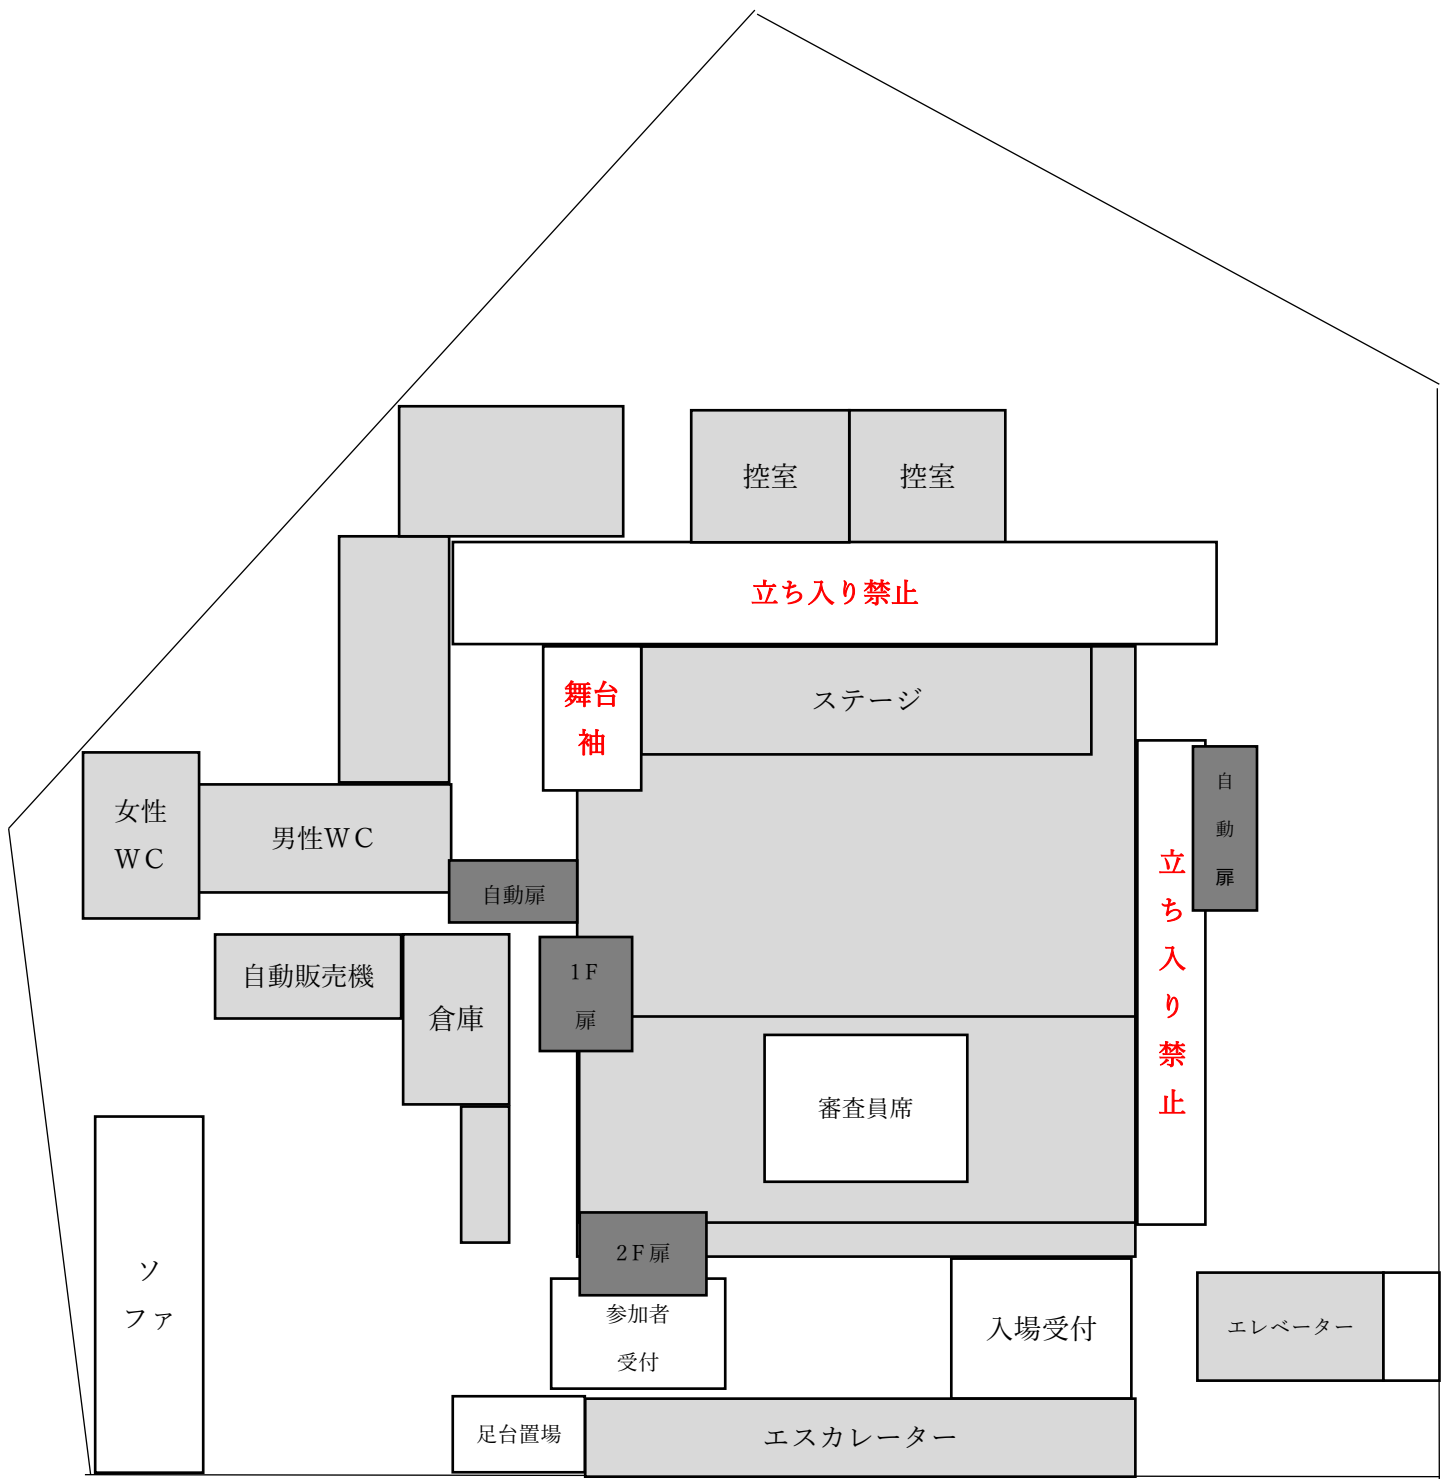 控室
控室
立ち入り禁止
舞台
袖
ステージ
自
動
扉
女性
ＷＣ
男性ＷＣ
自動扉
立
ち
入
り
禁
止
自動販売機
倉庫
1F
扉
審査員席
ソ
ファ
2F扉
参加者
受付
入場受付
エレベーター
足台置場
エスカレーター